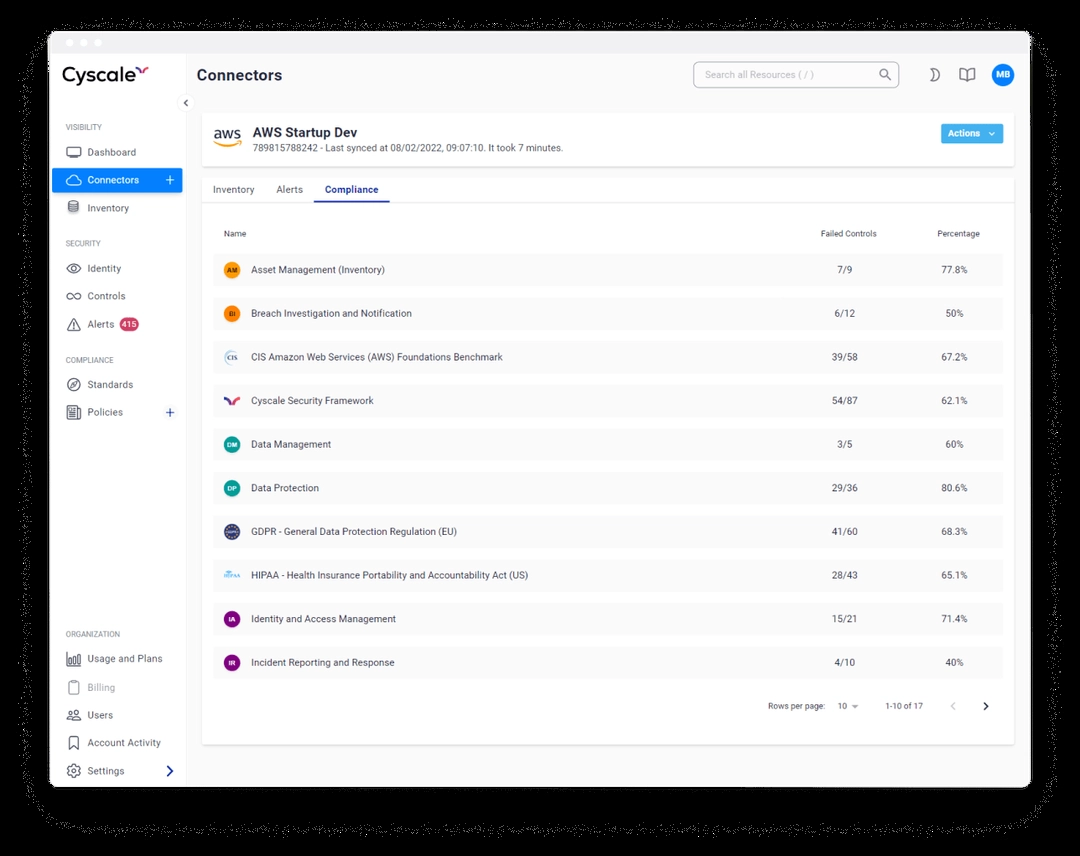 Cyscale
Connectors
Search all Resources ( / )
MB
VISIBILITY
Dashboard
Connectors +
Inventory
SECURITY
Identity
Controls
Alerts 415
COMPLIANCE
Standards
Policies +
ORGANIZATION
Usage and Plans
Billing
Users
Account Activity
Settings
aws
AWS Startup Dev
789815788242 - Last synced at 08/02/2022, 09:07:10. It took 7 minutes.
Actions
Inventory Alerts Compliance
Name Failed Controls Percentage
AM Asset Management (Inventory) 7/9 77.8%
BI Breach Investigation and Notification 6/12 50%
CIS CIS Amazon Web Services (AWS) Foundations Benchmark 39/58 67.2%
Cyscale Security Framework 54/87 62.1%
DM Data Management 3/5 60%
DP Data Protection 29/36 80.6%
GDPR - General Data Protection Regulation (EU) 41/60 68.3%
HIPAA HIPAA - Health Insurance Portability and Accountability Act (US) 28/43 65.1%
IA Identity and Access Management 15/21 71.4%
IR Incident Reporting and Response 4/10 40%
Rows per page: 10 1-10 of 17